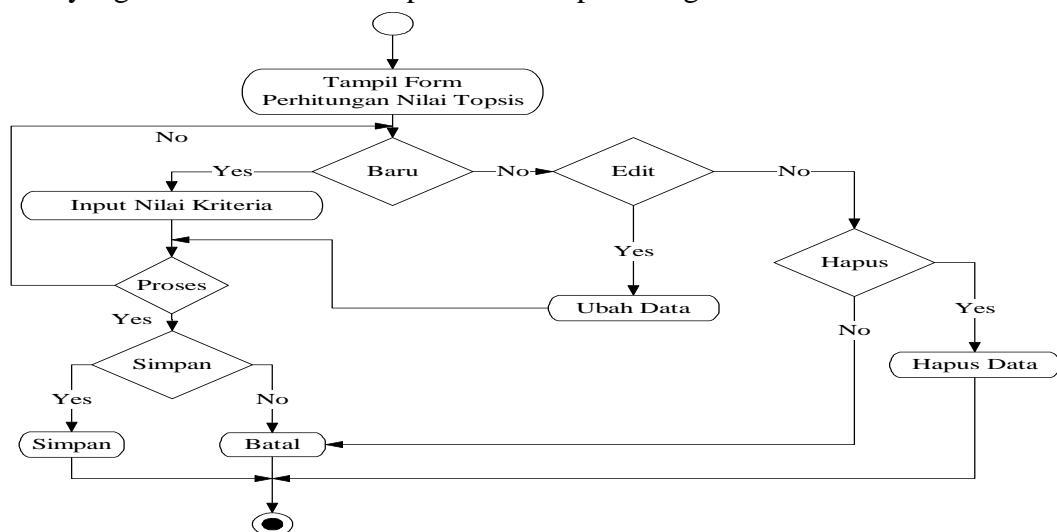 Tampil Form
Perhitungan Nilai Topsis
No
Baru
Yes
No
Edit
No
Input Nilai Kriteria
Yes
Hapus
Proses
Ubah Data
Yes
Yes
No
Simpan
Hapus Data
Yes
No
Simpan
Batal